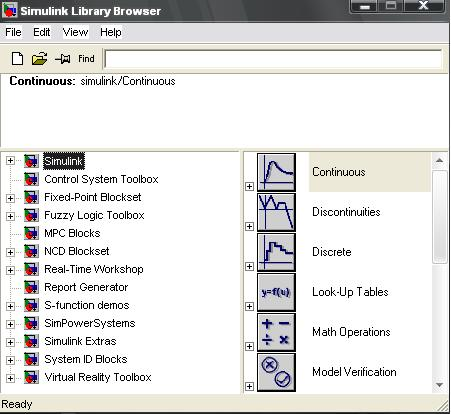 Simulink Library Browser
File Edit View Help
Find
Continuous: simulink/Continuous
Simulink
Control System Toolbox
Fixed-Point Blockset
Fuzzy Logic Toolbox
MPC Blocks
NCD Blockset
Real-Time Workshop
Report Generator
S-function demos
SimPowerSystems
Simulink Extras
System ID Blocks
Virtual Reality Toolbox
Continuous
Discontinuities
Discrete
y=f(u) Look-Up Tables
+ − ÷ × Math Operations
Model Verification
Ready